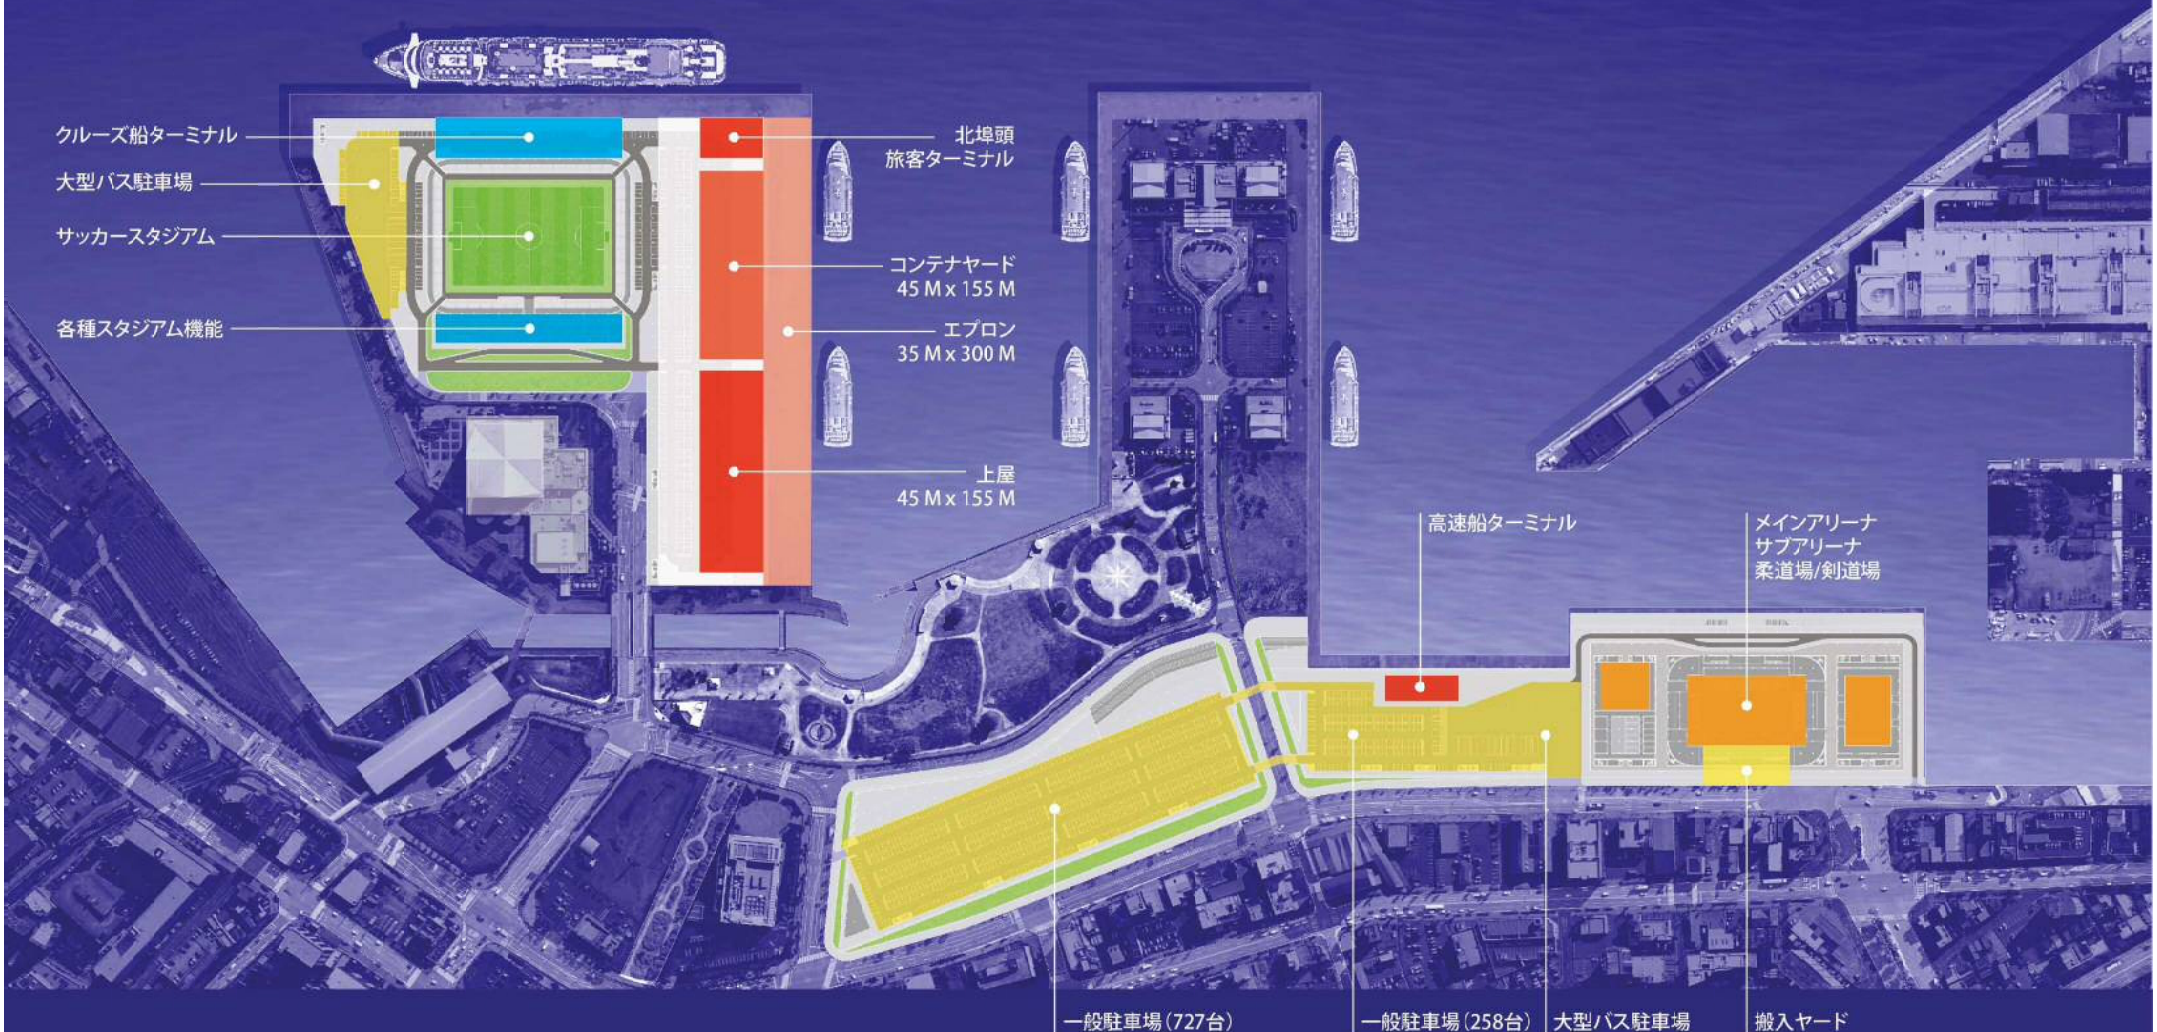 クルーズ船ターミナル
大型バス駐車場
サッカースタジアム
各種スタジアム機能
北埠頭
旅客ターミナル
コンテナヤード
45 M x 155 M
エプロン
35 M x 300 M
上屋
45 M x 155 M
高速船ターミナル
メインアリーナ
サブアリーナ
柔道場/剣道場
一般駐車場(727台)
一般駐車場(258台)
大型バス駐車場
搬入ヤード